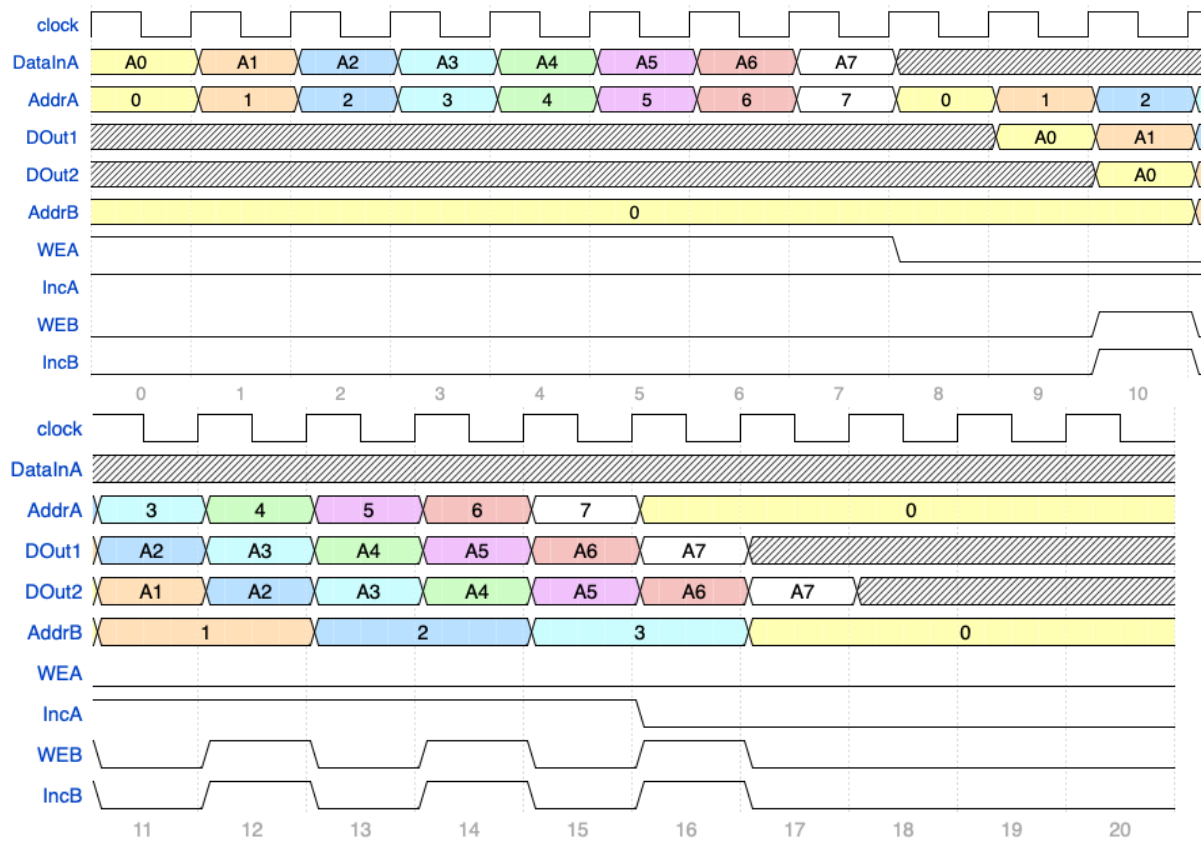 clock
DataInA A0 A1 A2 A3 A4 A5 A6 A7
AddrA 0 1 2 3 4 5 6 7 0 1 2
DOut1 A0 A1
DOut2 A0
AddrB 0
WEA
IncA
WEB
IncB
0 1 2 3 4 5 6 7 8 9 10
clock
DataInA
AddrA 3 4 5 6 7 0
DOut1 A2 A3 A4 A5 A6 A7
DOut2 A1 A2 A3 A4 A5 A6 A7
AddrB 1 2 3 0
WEA
IncA
WEB
IncB
11 12 13 14 15 16 17 18 19 20